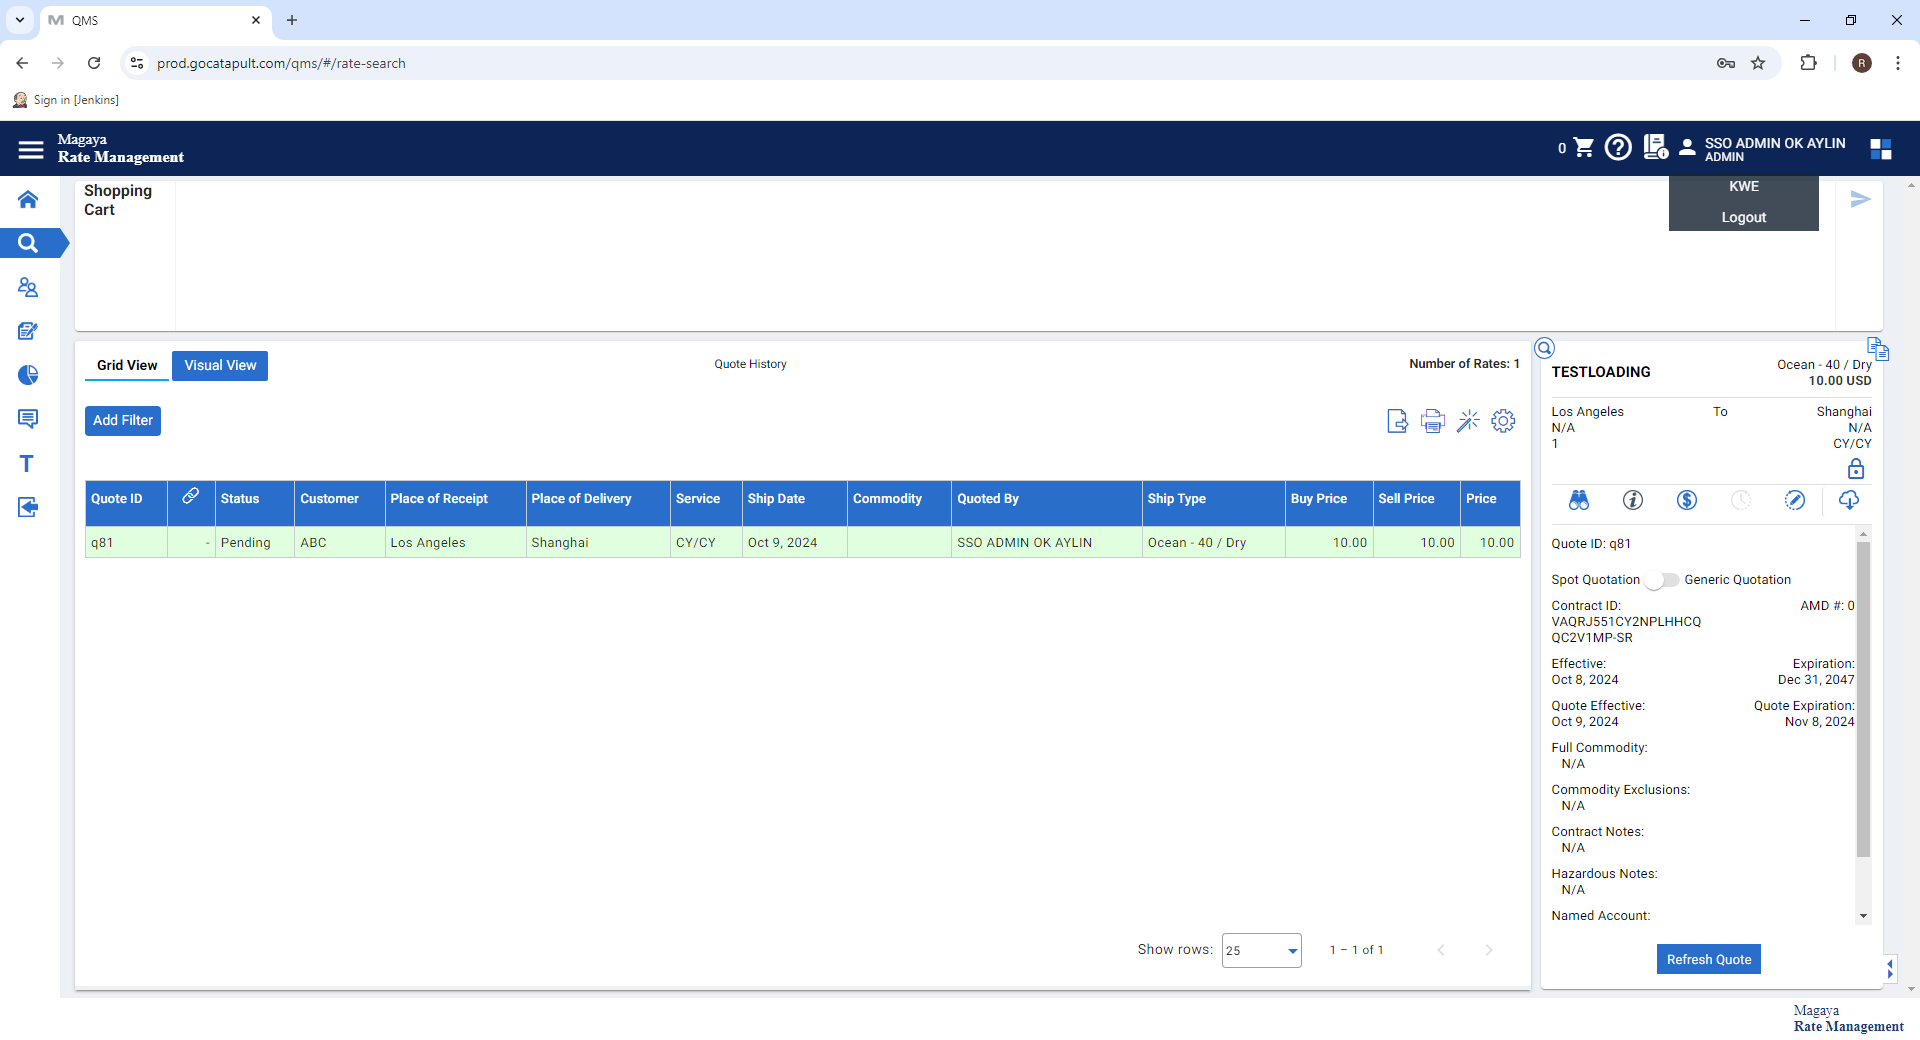 QMS
prod.gocatapult.com/qms/#/rate-search
R
Sign in [Jenkins]
Magaya
Rate Management
0
SSO ADMIN OK AYLIN
ADMIN
Shopping
Cart
KWE
Logout
Grid View
Visual View
Quote History
Number of Rates: 1
Add Filter
Quote ID Status Customer Place of Receipt Place of Delivery Service Ship Date Commodity Quoted By Ship Type Buy Price Sell Price Price
q81 - Pending ABC Los Angeles Shanghai CY/CY Oct 9, 2024 SSO ADMIN OK AYLIN Ocean - 40 / Dry 10.00 10.00 10.00
Show rows: 25 1 – 1 of 1
TESTLOADING
Ocean - 40 / Dry
10.00 USD
Los Angeles To Shanghai
N/A N/A
1 CY/CY
Quote ID: q81
Spot Quotation Generic Quotation
Contract ID: AMD #: 0
VAQRJ551CY2NPLHHCQ
QC2V1MP-SR
Effective: Expiration:
Oct 8, 2024 Dec 31, 2047
Quote Effective: Quote Expiration:
Oct 9, 2024 Nov 8, 2024
Full Commodity:
N/A
Commodity Exclusions:
N/A
Contract Notes:
N/A
Hazardous Notes:
N/A
Named Account:
Refresh Quote
Magaya
Rate Management